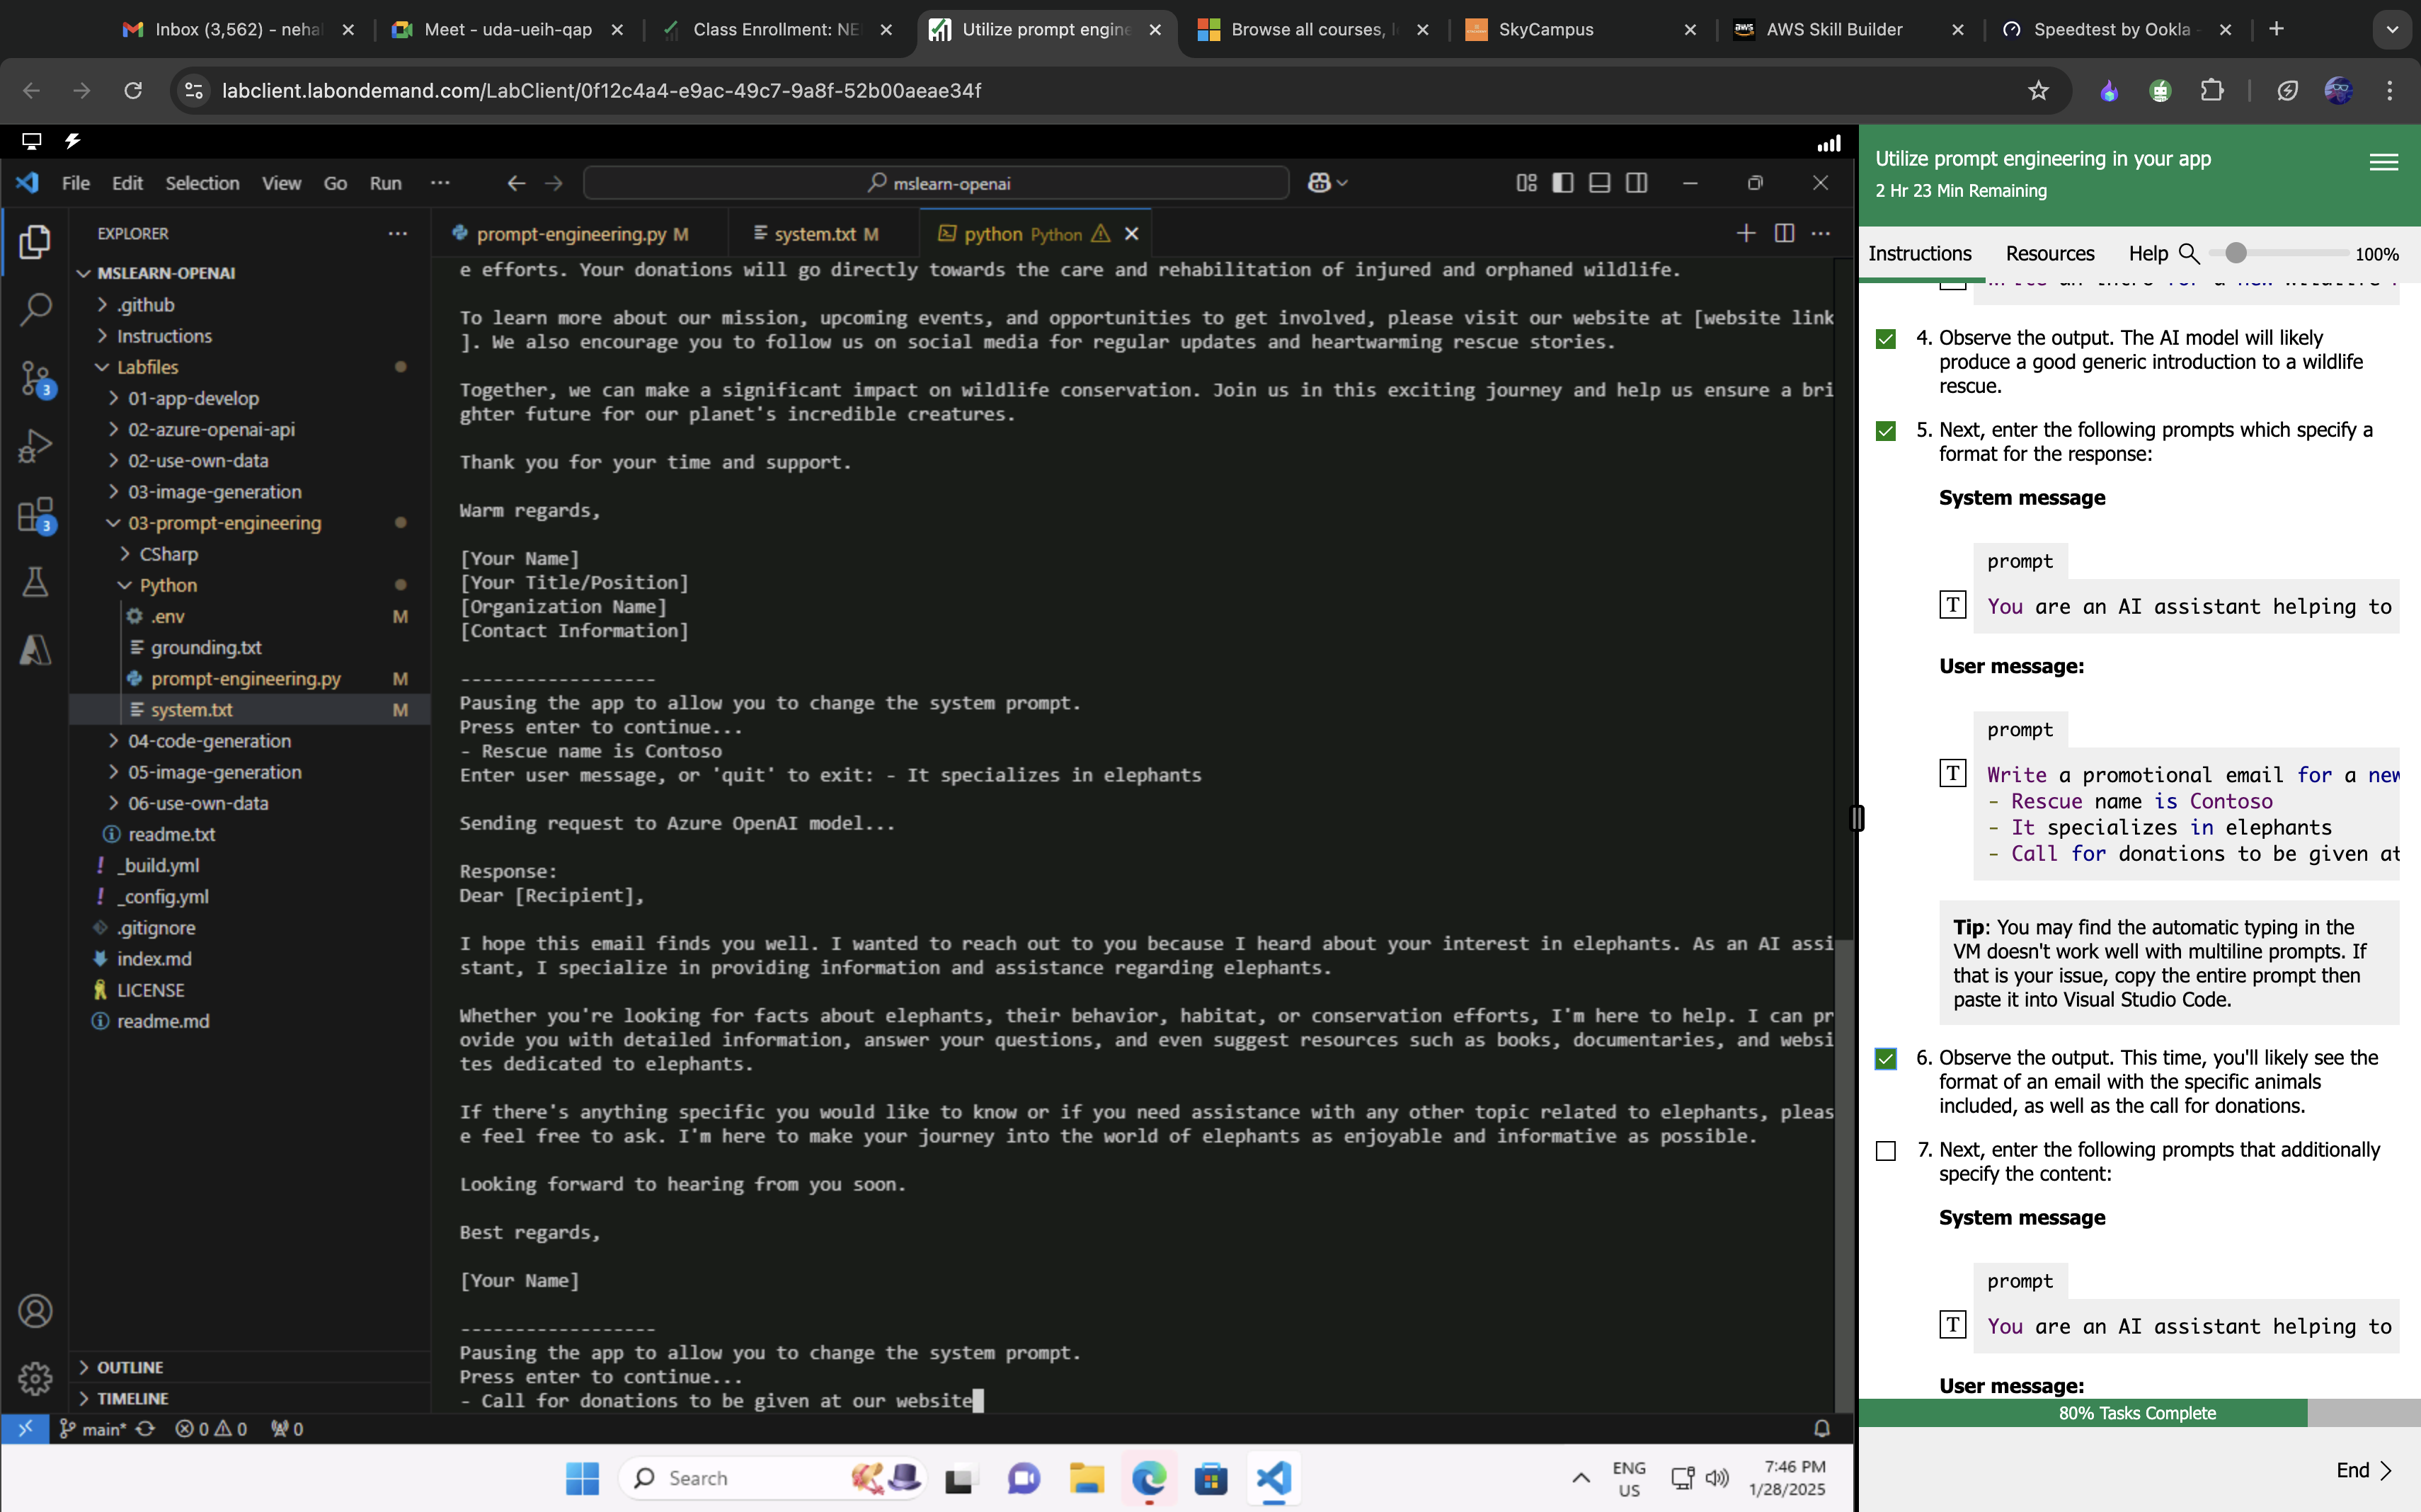 Inbox (3,562) - neha
Meet - uda-ueih-qap
Class Enrollment: NE
Utilize prompt engine
Browse all courses, l
SkyCampus
AWS Skill Builder
Speedtest by Ookla -
labclient.labondemand.com/LabClient/0f12c4a4-e9ac-49c7-9a8f-52b00aeae34f
File Edit Selection View Go Run ...
mslearn-openai
EXPLORER
MSLEARN-OPENAI
.github
Instructions
Labfiles
01-app-develop
02-azure-openai-api
02-use-own-data
03-image-generation
03-prompt-engineering
CSharp
Python
.env M
grounding.txt
prompt-engineering.py M
system.txt M
04-code-generation
05-image-generation
06-use-own-data
readme.txt
_build.yml
_config.yml
.gitignore
index.md
LICENSE
readme.md
OUTLINE
TIMELINE
3
3
prompt-engineering.py M
system.txt M
python Python
e efforts. Your donations will go directly towards the care and rehabilitation of injured and orphaned wildlife.
To learn more about our mission, upcoming events, and opportunities to get involved, please visit our website at [website link
]. We also encourage you to follow us on social media for regular updates and heartwarming rescue stories.
Together, we can make a significant impact on wildlife conservation. Join us in this exciting journey and help us ensure a bri
ghter future for our planet's incredible creatures.
Thank you for your time and support.
Warm regards,
[Your Name]
[Your Title/Position]
[Organization Name]
[Contact Information]
------------------
Pausing the app to allow you to change the system prompt.
Press enter to continue...
- Rescue name is Contoso
Enter user message, or 'quit' to exit: - It specializes in elephants
Sending request to Azure OpenAI model...
Response:
Dear [Recipient],
I hope this email finds you well. I wanted to reach out to you because I heard about your interest in elephants. As an AI assi
stant, I specialize in providing information and assistance regarding elephants.
Whether you're looking for facts about elephants, their behavior, habitat, or conservation efforts, I'm here to help. I can pr
ovide you with detailed information, answer your questions, and even suggest resources such as books, documentaries, and websi
tes dedicated to elephants.
If there's anything specific you would like to know or if you need assistance with any other topic related to elephants, pleas
e feel free to ask. I'm here to make your journey into the world of elephants as enjoyable and informative as possible.
Looking forward to hearing from you soon.
Best regards,
[Your Name]
------------------
Pausing the app to allow you to change the system prompt.
Press enter to continue...
- Call for donations to be given at our website
main* 0 0 0
Search
ENG
US
7:46 PM
1/28/2025
Utilize prompt engineering in your app
2 Hr 23 Min Remaining
Instructions Resources Help 100%
4. Observe the output. The AI model will likely
produce a good generic introduction to a wildlife
rescue.
5. Next, enter the following prompts which specify a
format for the response:
System message
prompt
T You are an AI assistant helping to
User message:
prompt
T Write a promotional email for a new
- Rescue name is Contoso
- It specializes in elephants
- Call for donations to be given at
Tip: You may find the automatic typing in the
VM doesn't work well with multiline prompts. If
that is your issue, copy the entire prompt then
paste it into Visual Studio Code.
6. Observe the output. This time, you'll likely see the
format of an email with the specific animals
included, as well as the call for donations.
7. Next, enter the following prompts that additionally
specify the content:
System message
prompt
T You are an AI assistant helping to
User message:
80% Tasks Complete
End